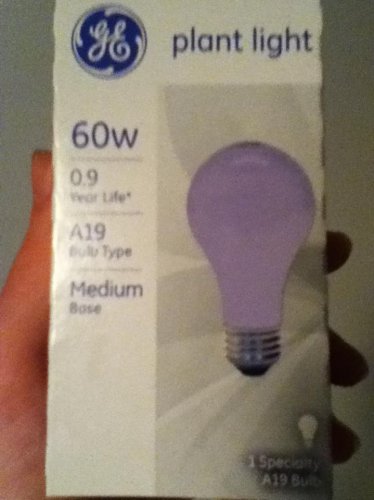 GE
plant light
60w
0.9
Year Life*
A19
Bulb Type
Medium
Base
1 Specialty
A19 Bulb